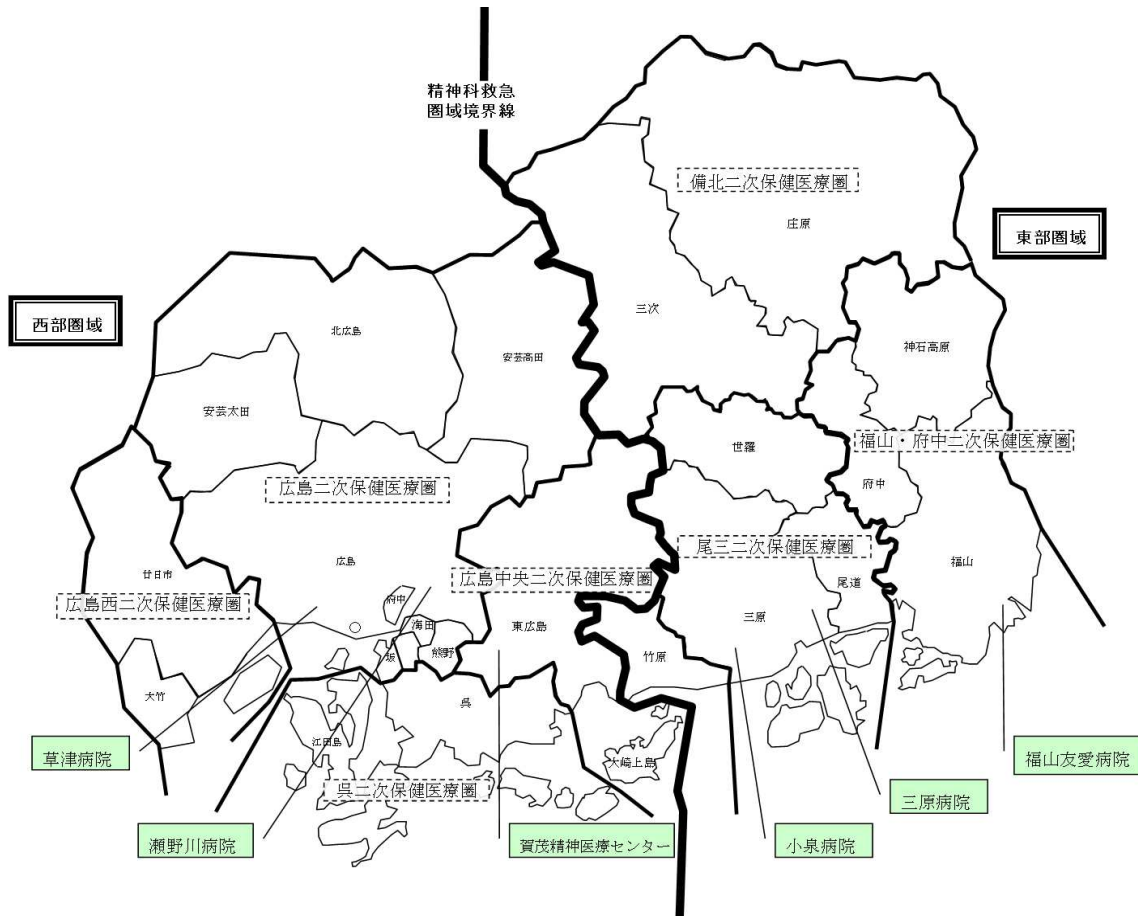 精神科救急
圏域境界線
備北二次保健医療圏
庄原
東部圏域
西部圏域
三次
北広島
安芸高田
神石高原
安芸太田
世羅
福山・府中二次保健医療圏
府中
広島二次保健医療圏
尾三二次保健医療圏
福山
広島
廿日市
広島中央二次保健医療圏
尾道
広島西二次保健医療圏
府中
海田
東広島
三原
坂
熊野
竹原
大竹
呉
江田島
大崎上島
草津病院
福山友愛病院
呉二次保健医療圏
三原病院
瀬野川病院
賀茂精神医療センター
小泉病院